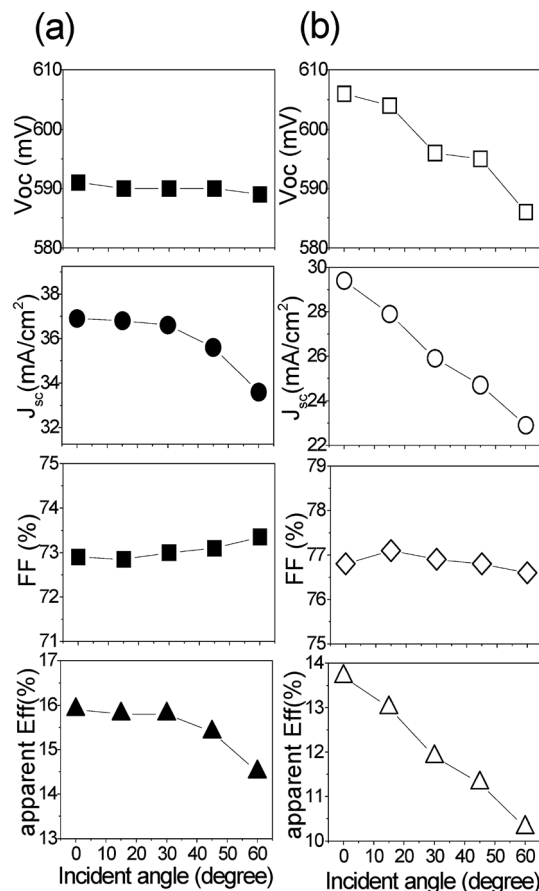 (a)
(b)
Voc (mV)
610
600
590
580
Voc (mV)
610
600
590
580
J_sc (mA/cm²)
38
36
34
32
J_sc (mA/cm²)
30
28
26
24
22
FF (%)
75
74
73
72
71
FF (%)
79
78
77
76
75
apparent Eff(%)
17
16
15
14
13
0 10 20 30 40 50 60
Incident angle (degree)
apparent Eff(%)
14
13
12
11
10
0 10 20 30 40 50 60
Incident angle (degree)